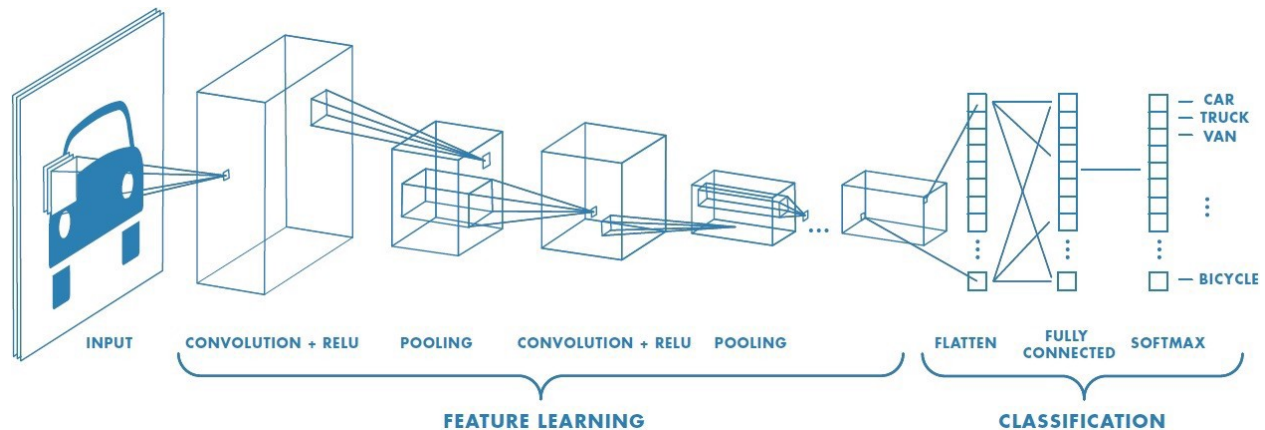 CAR
TRUCK
VAN
BICYCLE
INPUT
CONVOLUTION + RELU
POOLING
CONVOLUTION + RELU
POOLING
FLATTEN
FULLY
CONNECTED
SOFTMAX
FEATURE LEARNING
CLASSIFICATION